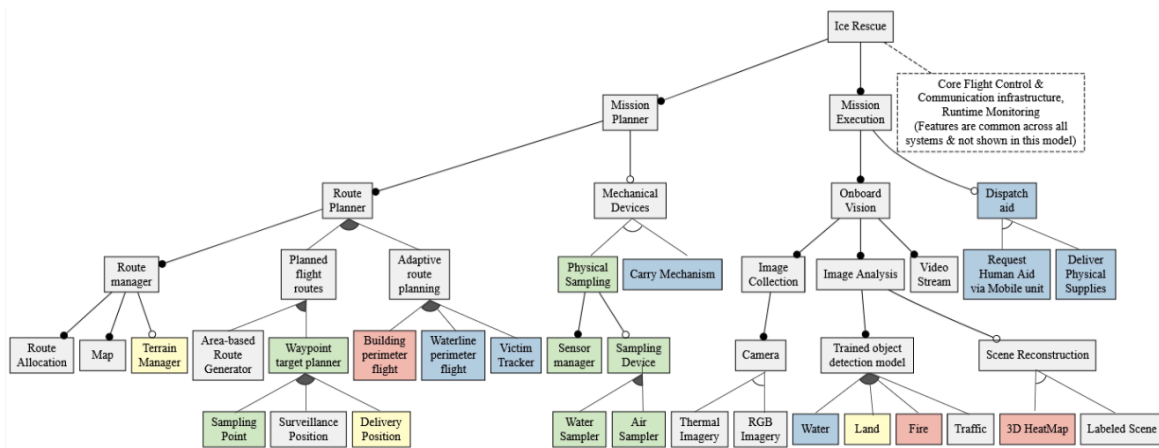 Ice Rescue
Core Flight Control &
Communication infrastructure,
Runtime Monitoring
(Features are common across all
systems & not shown in this model)
Mission
Planner
Mission
Execution
Route
Planner
Mechanical
Devices
Onboard
Vision
Dispatch
aid
Route
manager
Planned
flight
routes
Adaptive
route
planning
Physical
Sampling
Carry Mechanism
Image
Collection
Image Analysis
Video
Stream
Request
Human Aid
via Mobile unit
Deliver
Physical
Supplies
Route
Allocation
Map
Terrain
Manager
Area-based
Route
Generator
Waypoint
target planner
Building
perimeter
flight
Waterline
perimeter
flight
Victim
Tracker
Sensor
manager
Sampling
Device
Camera
Trained object
detection model
Scene Reconstruction
Sampling
Point
Surveillance
Position
Delivery
Position
Water
Sampler
Air
Sampler
Thermal
Imagery
RGB
Imagery
Water
Land
Fire
Traffic
3D HeatMap
Labeled Scene